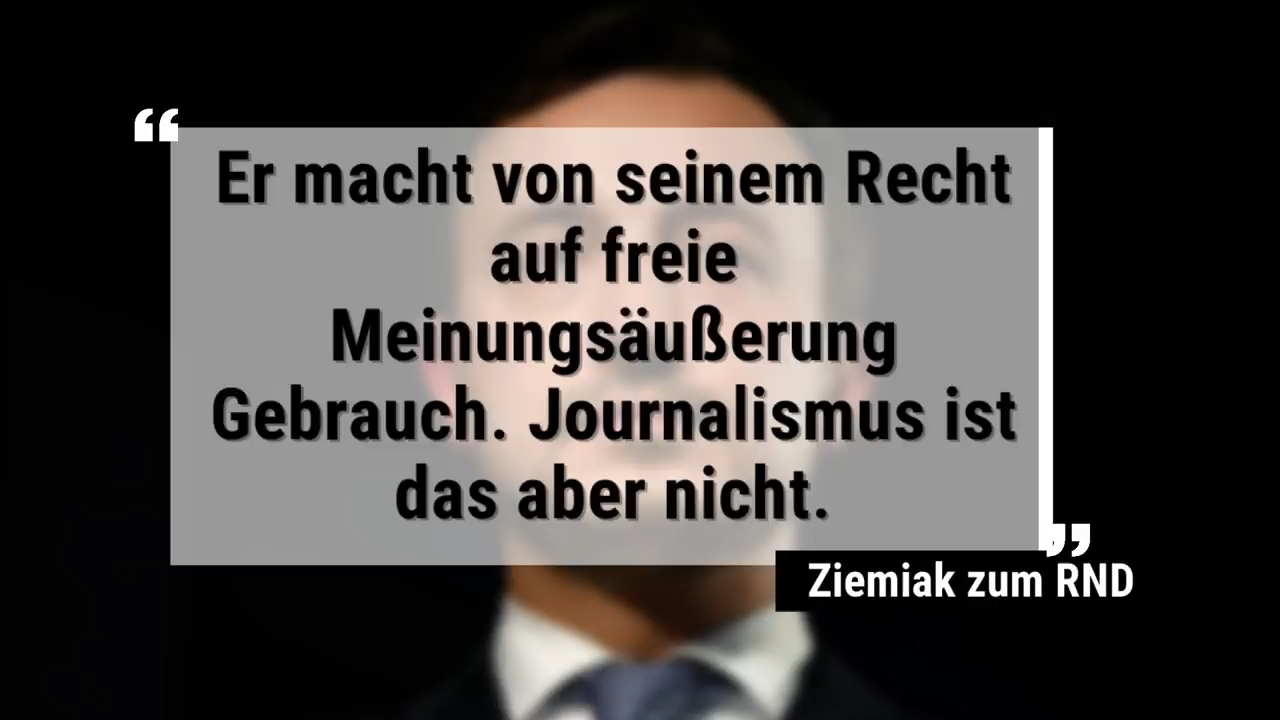 “
Er macht von seinem Recht
auf freie
Meinungsäußerung
Gebrauch. Journalismus ist
das aber nicht.
”
Ziemiak zum RND